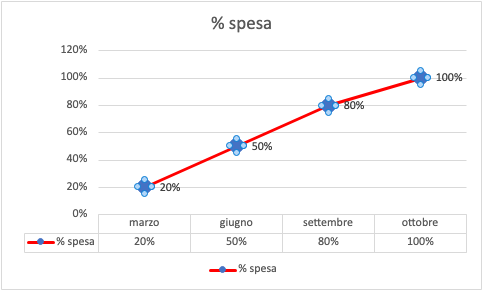 % spesa
120%
100%
80%
60%
40%
20%
0%
20%
50%
80%
100%
marzo giugno settembre ottobre
% spesa 20% 50% 80% 100%
% spesa